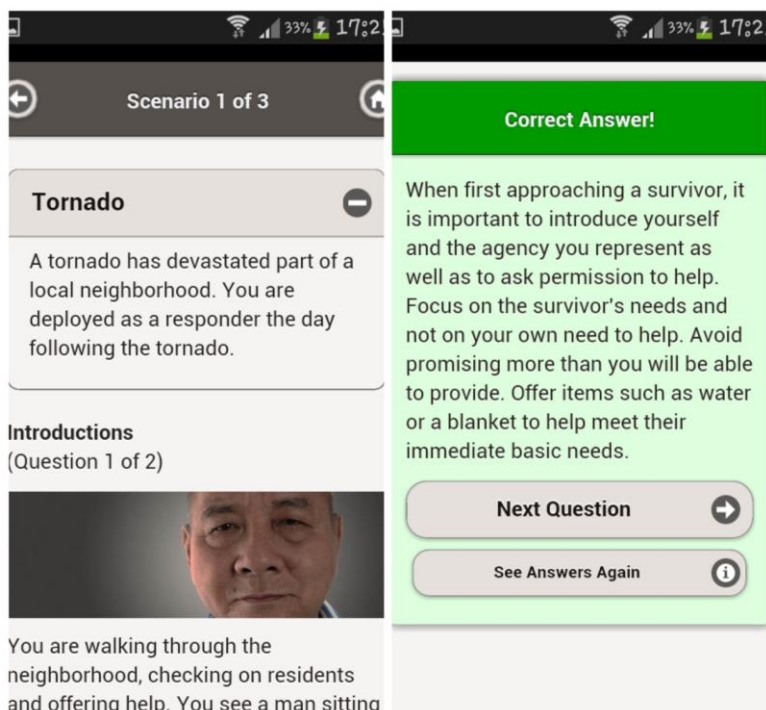 33% 17:2
Scenario 1 of 3
Tornado
A tornado has devastated part of a
local neighborhood. You are
deployed as a responder the day
following the tornado.
Introductions
(Question 1 of 2)
You are walking through the
neighborhood, checking on residents
and offering help. You see a man sitting
33% 17:2
Correct Answer!
When first approaching a survivor, it
is important to introduce yourself
and the agency you represent as
well as to ask permission to help.
Focus on the survivor's needs and
not on your own need to help. Avoid
promising more than you will be able
to provide. Offer items such as water
or a blanket to help meet their
immediate basic needs.
Next Question
See Answers Again